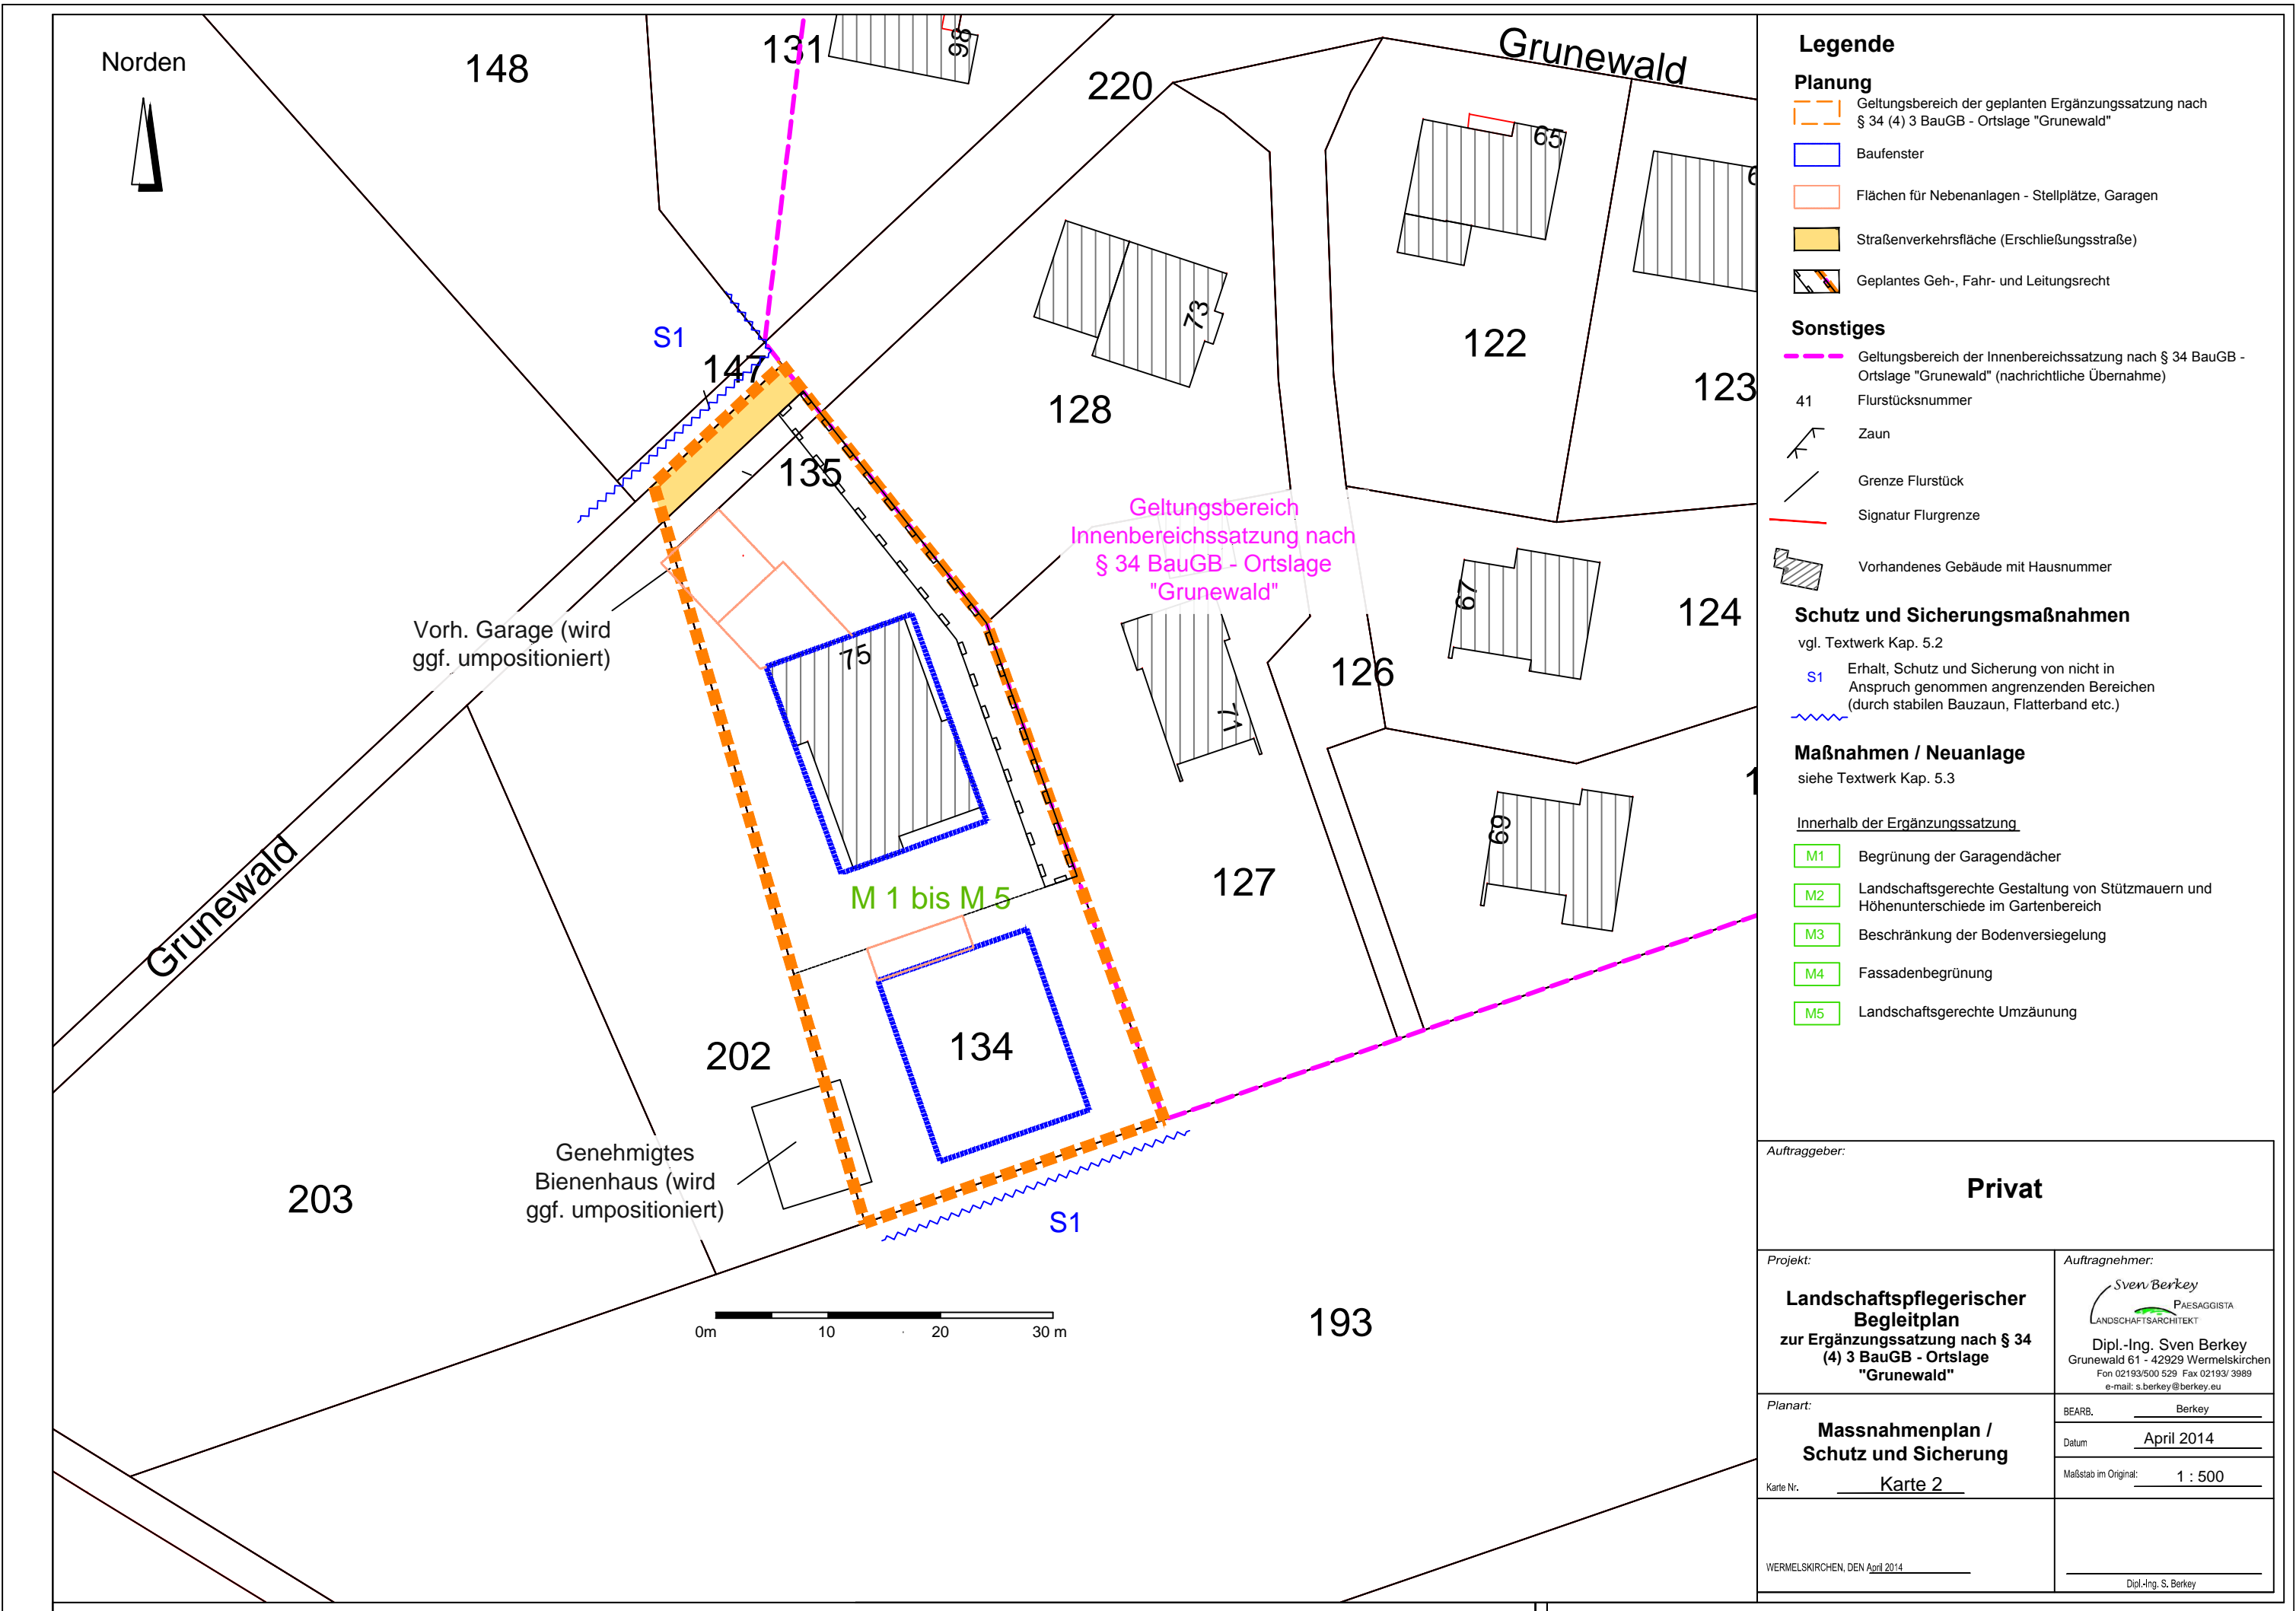 Norden
148
131
98
220
Grunewald
65
73
122
123
128
S1
147
135
Geltungsbereich
Innenbereichssatzung nach
§ 34 BauGB - Ortslage
"Grunewald"
67
124
Vorh. Garage (wird
ggf. umpositioniert)
75
126
71
69
127
Grunewald
M 1 bis M 5
134
202
Genehmigtes
Bienenhaus (wird
ggf. umpositioniert)
203
S1
193
0m 10 20 30 m
Legende
Planung
Geltungsbereich der geplanten Ergänzungssatzung nach
§ 34 (4) 3 BauGB - Ortslage "Grunewald"
Baufenster
Flächen für Nebenanlagen - Stellplätze, Garagen
Straßenverkehrsfläche (Erschließungsstraße)
Geplantes Geh-, Fahr- und Leitungsrecht
Sonstiges
Geltungsbereich der Innenbereichssatzung nach § 34 BauGB -
Ortslage "Grunewald" (nachrichtliche Übernahme)
41 Flurstücksnummer
Zaun
Grenze Flurstück
Signatur Flurgrenze
Vorhandenes Gebäude mit Hausnummer
Schutz und Sicherungsmaßnahmen
vgl. Textwerk Kap. 5.2
S1 Erhalt, Schutz und Sicherung von nicht in
Anspruch genommen angrenzenden Bereichen
(durch stabilen Bauzaun, Flatterband etc.)
Maßnahmen / Neuanlage
siehe Textwerk Kap. 5.3
Innerhalb der Ergänzungssatzung
M1 Begrünung der Garagendächer
M2 Landschaftsgerechte Gestaltung von Stützmauern und
Höhenunterschiede im Gartenbereich
M3 Beschränkung der Bodenversiegelung
M4 Fassadenbegrünung
M5 Landschaftsgerechte Umzäunung
Auftraggeber:
Privat
Projekt:
Landschaftspflegerischer
Begleitplan
zur Ergänzungssatzung nach § 34
(4) 3 BauGB - Ortslage
"Grunewald"
Auftragnehmer:
Sven Berkey
PAESAGGISTA
LANDSCHAFTSARCHITEKT
Dipl.-Ing. Sven Berkey
Grunewald 61 - 42929 Wermelskirchen
Fon 02193/500 529 Fax 02193/ 3989
e-mail: s.berkey@berkey.eu
Planart:
Massnahmenplan /
Schutz und Sicherung
Karte Nr. Karte 2
BEARB. Berkey
Datum April 2014
Maßstab im Original: 1 : 500
WERMELSKIRCHEN, DEN April 2014
Dipl.-Ing. S. Berkey